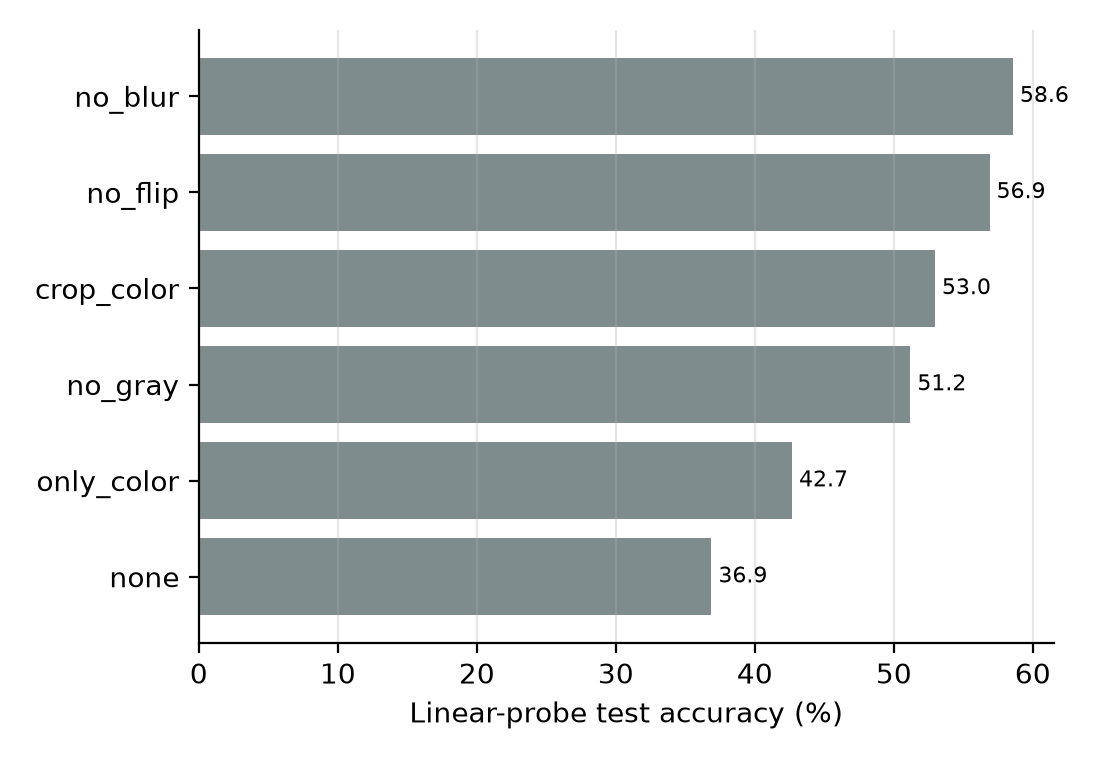 no_blur 58.6
no_flip 56.9
crop_color 53.0
no_gray 51.2
only_color 42.7
none 36.9
0 10 20 30 40 50 60
Linear-probe test accuracy (%)